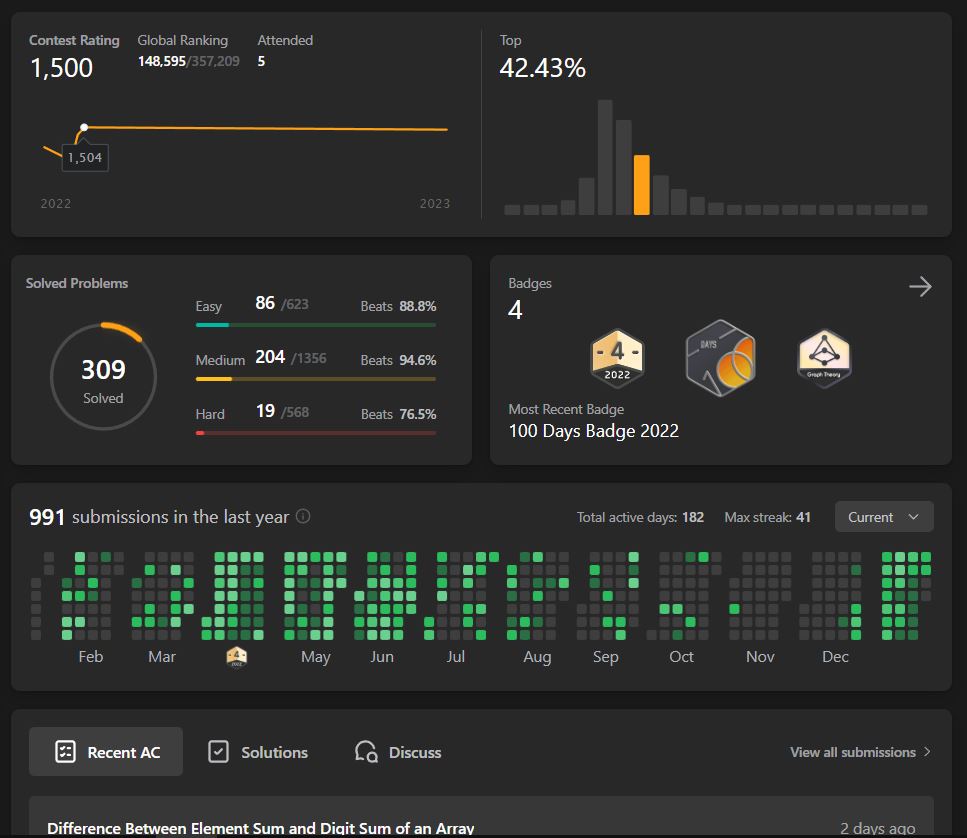 Contest Rating Global Ranking Attended
1,500 148,595/357,209 5
1,504
2022 2023
Top
42.43%
Solved Problems
309
Solved
Easy 86 /623 Beats 88.8%
Medium 204 /1356 Beats 94.6%
Hard 19 /568 Beats 76.5%
Badges
4
4
2022
DAYS
Graph Theory
Most Recent Badge
100 Days Badge 2022
991 submissions in the last year Total active days: 182 Max streak: 41 Current
Feb Mar 4 May Jun Jul Aug Sep Oct Nov Dec
2022
Recent AC Solutions Discuss View all submissions
Difference Between Element Sum and Digit Sum of an Array 2 days ago